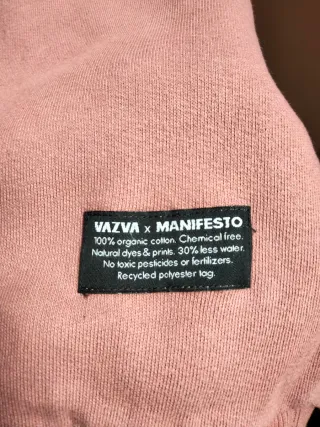 VAZVA x MANIFESTO
100% organic cotton. Chemical free.
Natural dyes & prints. 30% less water.
No toxic pesticides or fertilizers.
Recycled polyester tag.